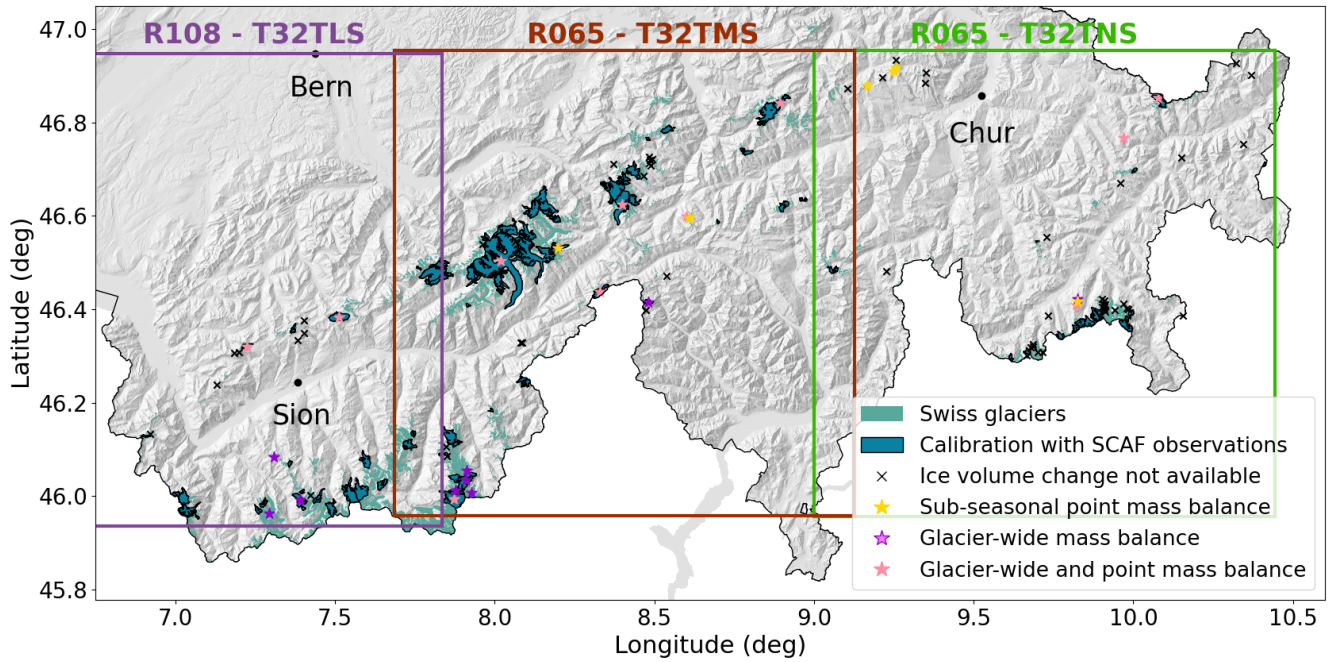 R108 - T32TLS
R065 - T32TMS
R065 - T32TNS
47.0
46.8
46.6
46.4
46.2
46.0
45.8
Latitude (deg)
Bern
Chur
Sion
Swiss glaciers
Calibration with SCAF observations
Ice volume change not available
Sub-seasonal point mass balance
Glacier-wide mass balance
Glacier-wide and point mass balance
7.0 7.5 8.0 8.5 9.0 9.5 10.0 10.5
Longitude (deg)